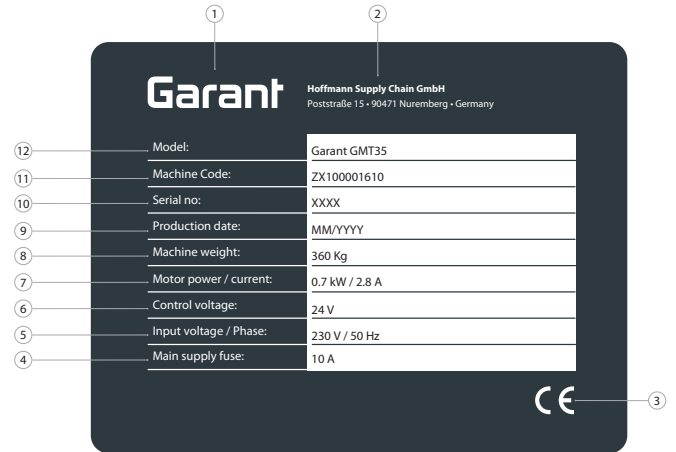 1
2
Garant
Hoffmann Supply Chain GmbH
Poststraße 15 • 90471 Nuremberg • Germany
12 Model: Garant GMT35
11 Machine Code: ZX100001610
10 Serial no: XXXX
9 Production date: MM/YYYY
8 Machine weight: 360 Kg
7 Motor power / current: 0.7 kW / 2.8 A
6 Control voltage: 24 V
5 Input voltage / Phase: 230 V / 50 Hz
4 Main supply fuse: 10 A
CE 3